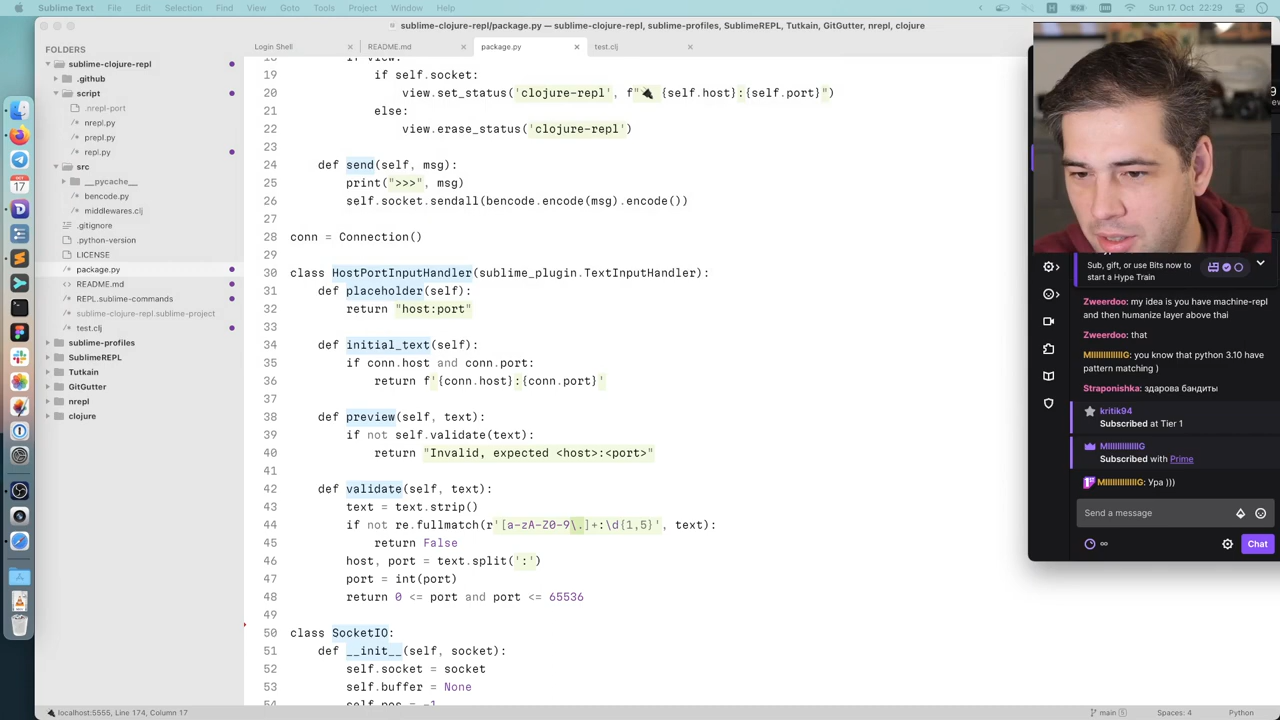 Sublime Text File Edit Selection Find View Goto Tools Project Window Help
Sun 17. Oct 22:29
sublime-clojure-repl/package.py — sublime-clojure-repl, sublime-profiles, SublimeREPL, Tutkain, GitGutter, nrepl, clojure
Login Shell
README.md
package.py
test.clj
FOLDERS
sublime-clojure-repl
.github
script
.nrepl-port
nrepl.py
prepl.py
repl.py
src
__pycache__
bencode.py
middlewares.clj
.gitignore
.python-version
LICENSE
package.py
README.md
REPL.sublime-commands
sublime-clojure-repl.sublime-project
test.clj
sublime-profiles
SublimeREPL
Tutkain
GitGutter
nrepl
clojure
19 if self.socket:
20 view.set_status('clojure-repl', f"🔌 {self.host}:{self.port}")
21 else:
22 view.erase_status('clojure-repl')
23
24 def send(self, msg):
25 print(">>>", msg)
26 self.socket.sendall(bencode.encode(msg).encode())
27
28 conn = Connection()
29
30 class HostPortInputHandler(sublime_plugin.TextInputHandler):
31 def placeholder(self):
32 return "host:port"
33
34 def initial_text(self):
35 if conn.host and conn.port:
36 return f'{conn.host}:{conn.port}'
37
38 def preview(self, text):
39 if not self.validate(text):
40 return "Invalid, expected <host>:<port>"
41
42 def validate(self, text):
43 text = text.strip()
44 if not re.fullmatch(r'[a-zA-Z0-9\.]+:\d{1,5}', text):
45 return False
46 host, port = text.split(':')
47 port = int(port)
48 return 0 <= port and port <= 65536
49
50 class SocketIO:
51 def __init__(self, socket):
52 self.socket = socket
53 self.buffer = None
54 self.pos = -1
Sub, gift, or use Bits now to
start a Hype Train
Zweerdoo: my idea is you have machine-repl
and then humanize layer above thai
Zweerdoo: that
MIIIIIIIIIIIG: you know that python 3.10 have
pattern matching )
Straponishka: здарова бандиты
kritik94
Subscribed at Tier 1
MIIIIIIIIIIIG
Subscribed with Prime
MIIIIIIIIIIIG: Ура )))
Send a message
Chat
🔌 localhost:5555, Line 174, Column 17
main 5
Spaces: 4
Python